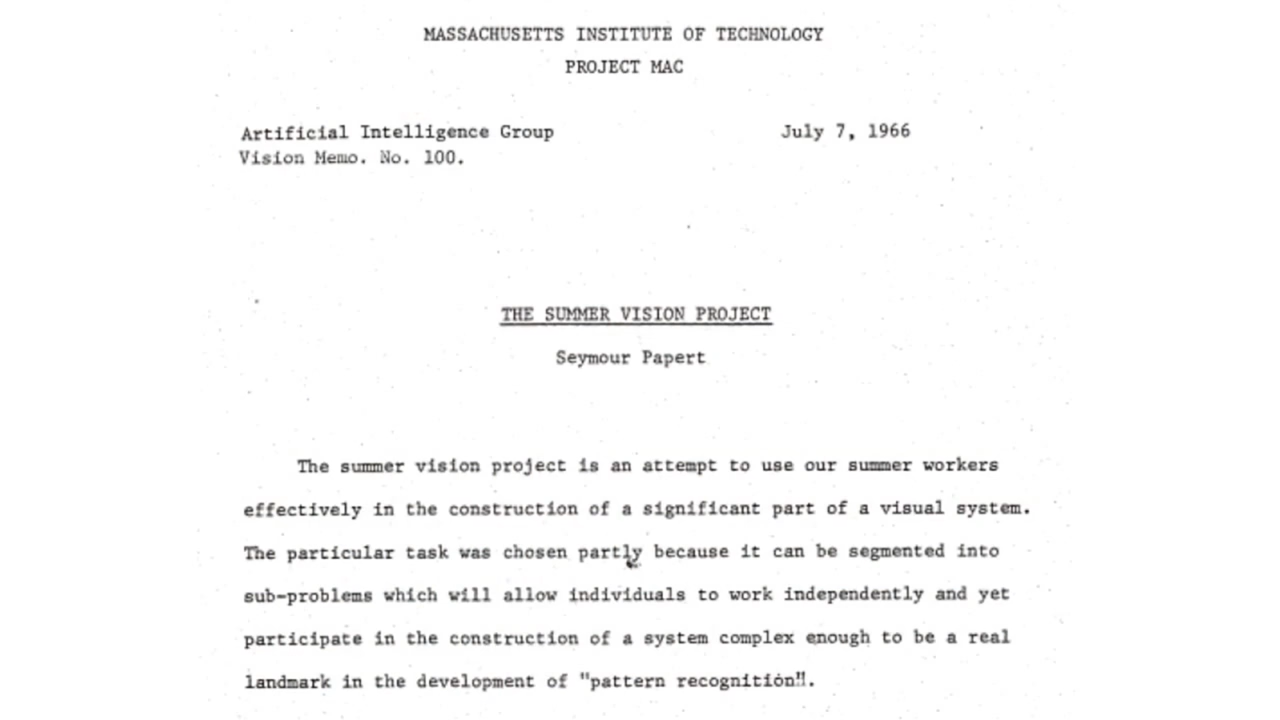 MASSACHUSETTS INSTITUTE OF TECHNOLOGY
PROJECT MAC
Artificial Intelligence Group July 7, 1966
Vision Memo. No. 100.
THE SUMMER VISION PROJECT
Seymour Papert
The summer vision project is an attempt to use our summer workers
effectively in the construction of a significant part of a visual system.
The particular task was chosen partly because it can be segmented into
sub-problems which will allow individuals to work independently and yet
participate in the construction of a system complex enough to be a real
landmark in the development of "pattern recognition".